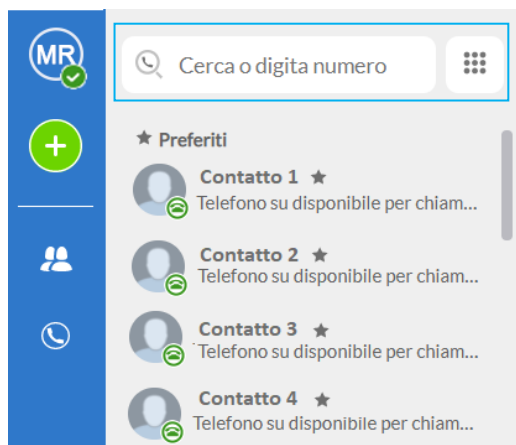 MR
Cerca o digita numero
Preferiti
Contatto 1
Telefono su disponibile per chiam...
Contatto 2
Telefono su disponibile per chiam...
Contatto 3
Telefono su disponibile per chiam...
Contatto 4
Telefono su disponibile per chiam...